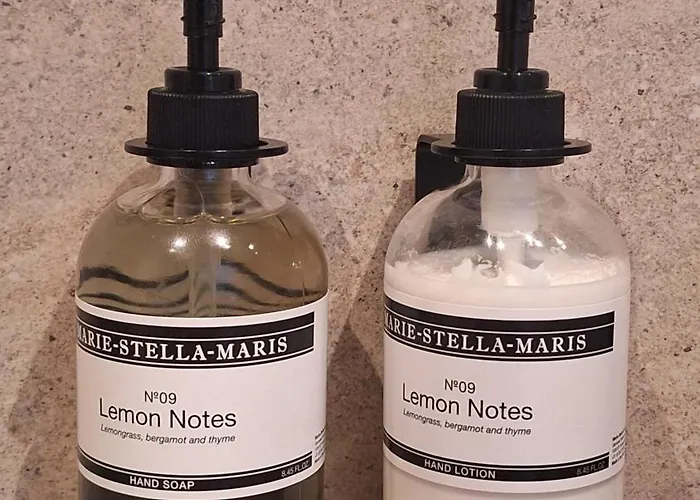 MARIE-STELLA-MARIS
Nº09
Lemon Notes
Lemongrass, bergamot and thyme
HAND SOAP
8.45 FL.OZ
MARIE-STELLA-MARIS
Nº09
Lemon Notes
Lemongrass, bergamot and thyme
HAND LOTION
8.45 FL.OZ